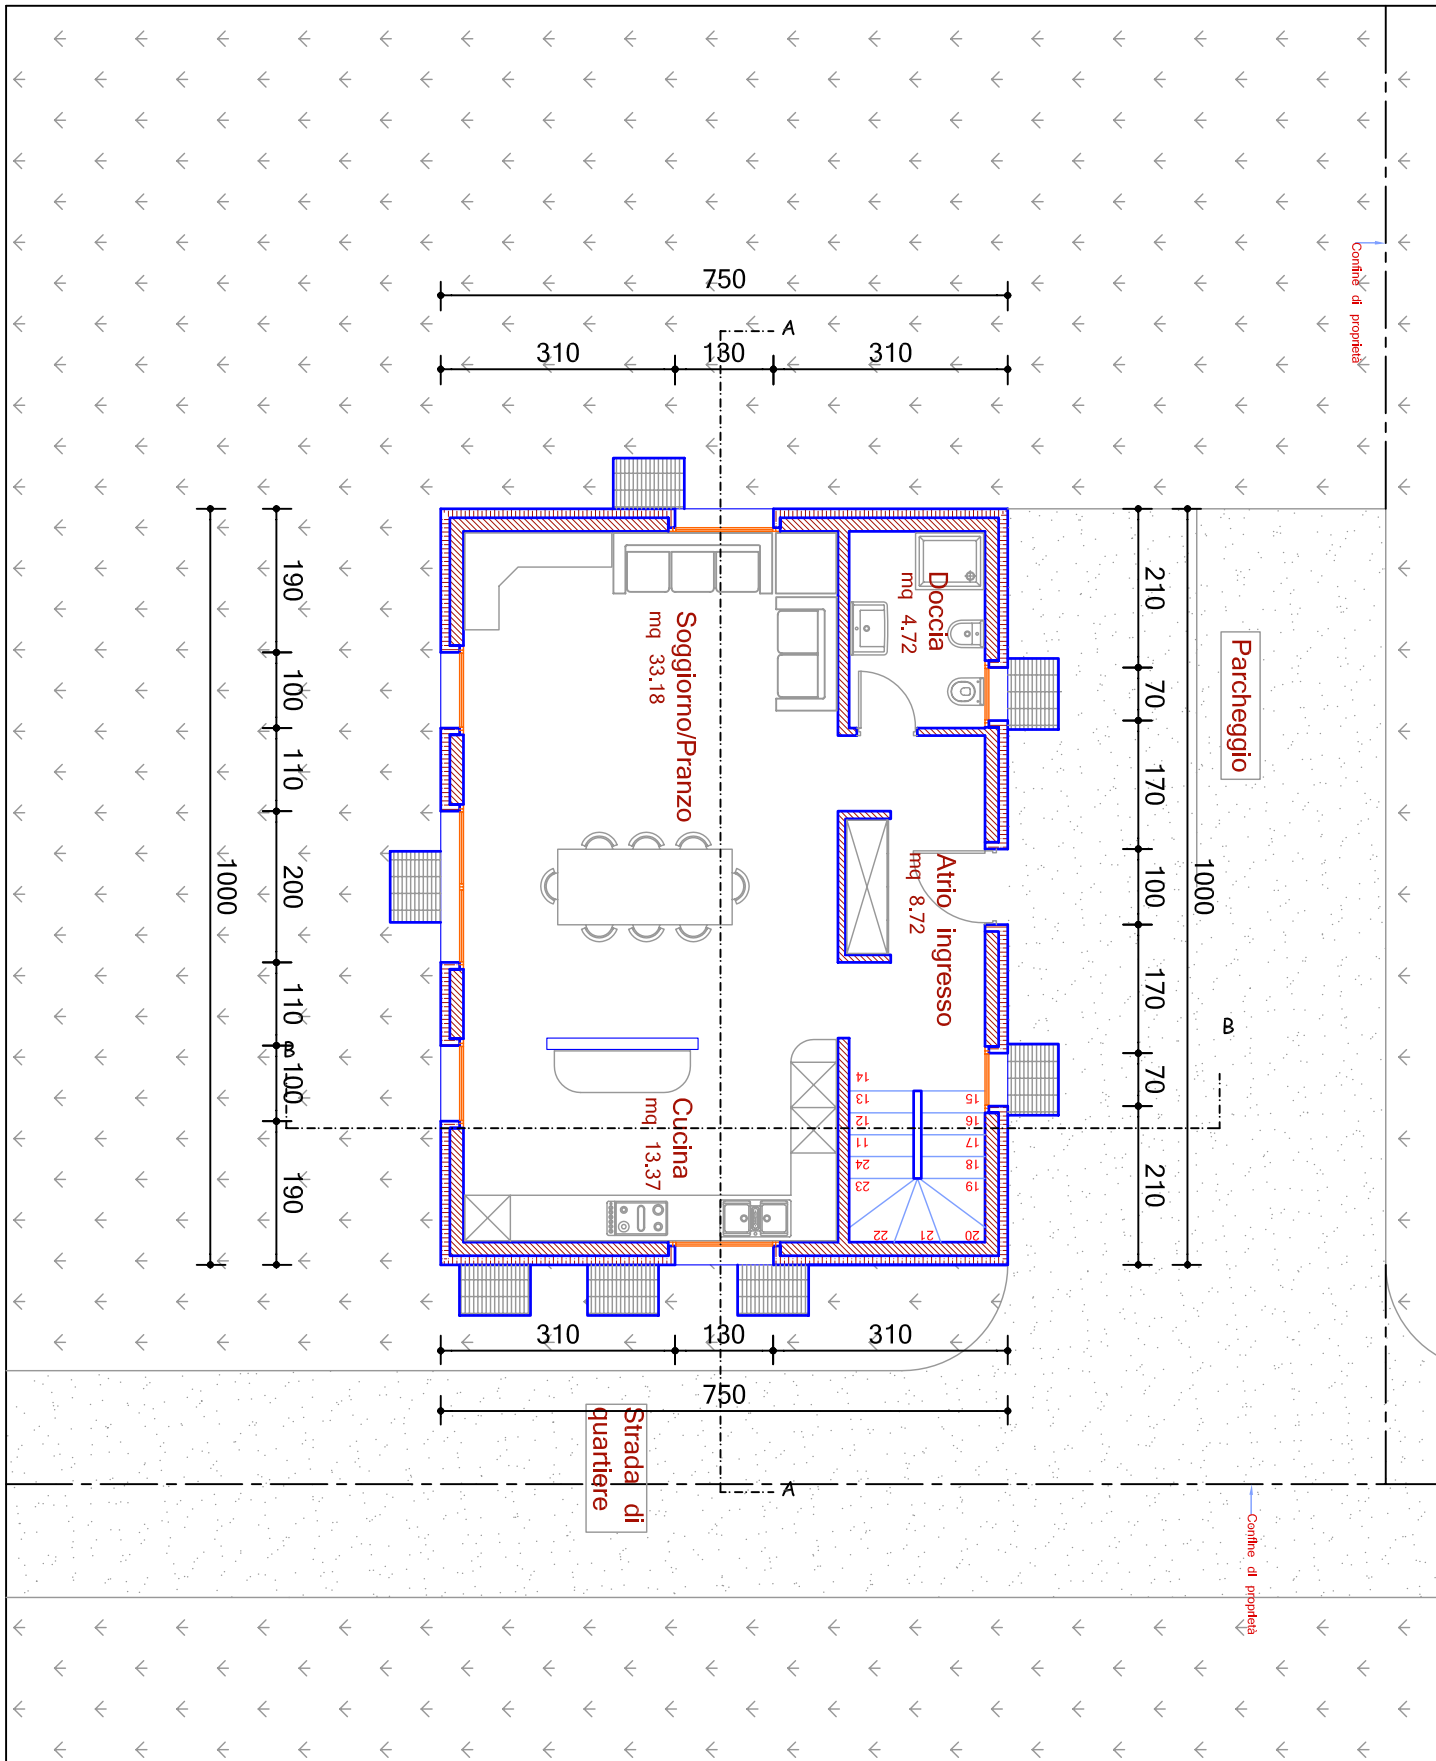 Confine di proprietà
750
A
310
130
310
190
100
110
200
110
100
190
1000
B
210
70
170
100
170
70
210
1000
B
Parcheggio
Doccia
mq 4.72
Soggiorno/Pranzo
mq 33.18
Atrio ingresso
mq 8.72
Cucina
mq 13.37
14
13
12
11
24
23
22
21
20
19
18
17
16
15
310
130
310
750
Strada di
quartiere
A
Confine di proprietà